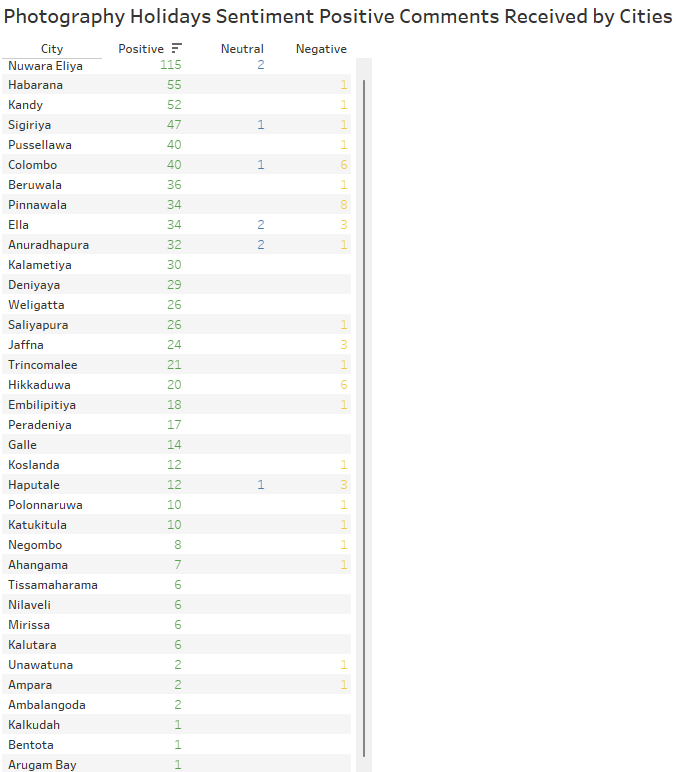 Photography Holidays Sentiment Positive Comments Received by Cities
City Positive Neutral Negative
Nuwara Eliya 115 2
Habarana 55 1
Kandy 52 1
Sigiriya 47 1 1
Pussellawa 40 1
Colombo 40 1 6
Beruwala 36 1
Pinnawala 34 8
Ella 34 2 3
Anuradhapura 32 2 1
Kalametiya 30
Deniyaya 29
Weligatta 26
Saliyapura 26 1
Jaffna 24 3
Trincomalee 21 1
Hikkaduwa 20 6
Embilipitiya 18 1
Peradeniya 17
Galle 14
Koslanda 12 1
Haputale 12 1 3
Polonnaruwa 10 1
Katukitula 10 1
Negombo 8 1
Ahangama 7 1
Tissamaharama 6
Nilaveli 6
Mirissa 6
Kalutara 6
Unawatuna 2 1
Ampara 2 1
Ambalangoda 2
Kalkudah 1
Bentota 1
Arugam Bay 1